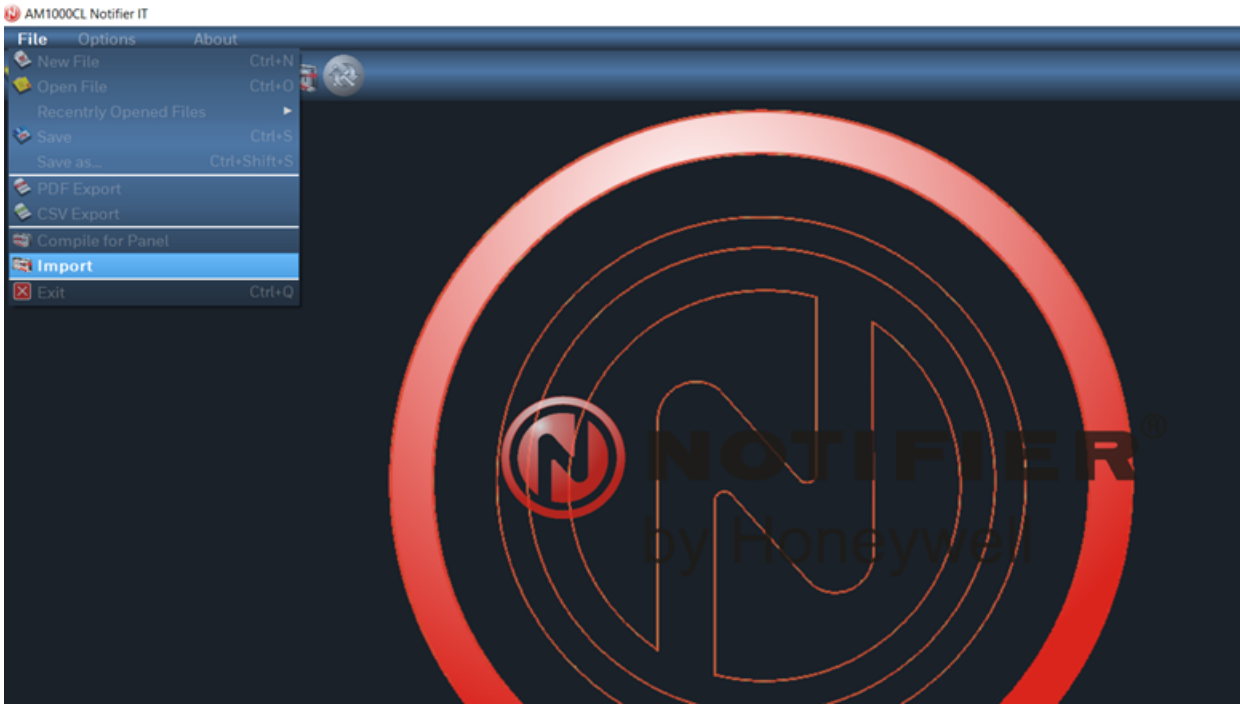 AM1000CL Notifier IT
File Options About
New File Ctrl+N
Open File Ctrl+O
Recentrly Opened Files
Save Ctrl+S
Save as... Ctrl+Shift+S
PDF Export
CSV Export
Compile for Panel
Import
Exit Ctrl+Q
NOTIFIER®
by Honeywell